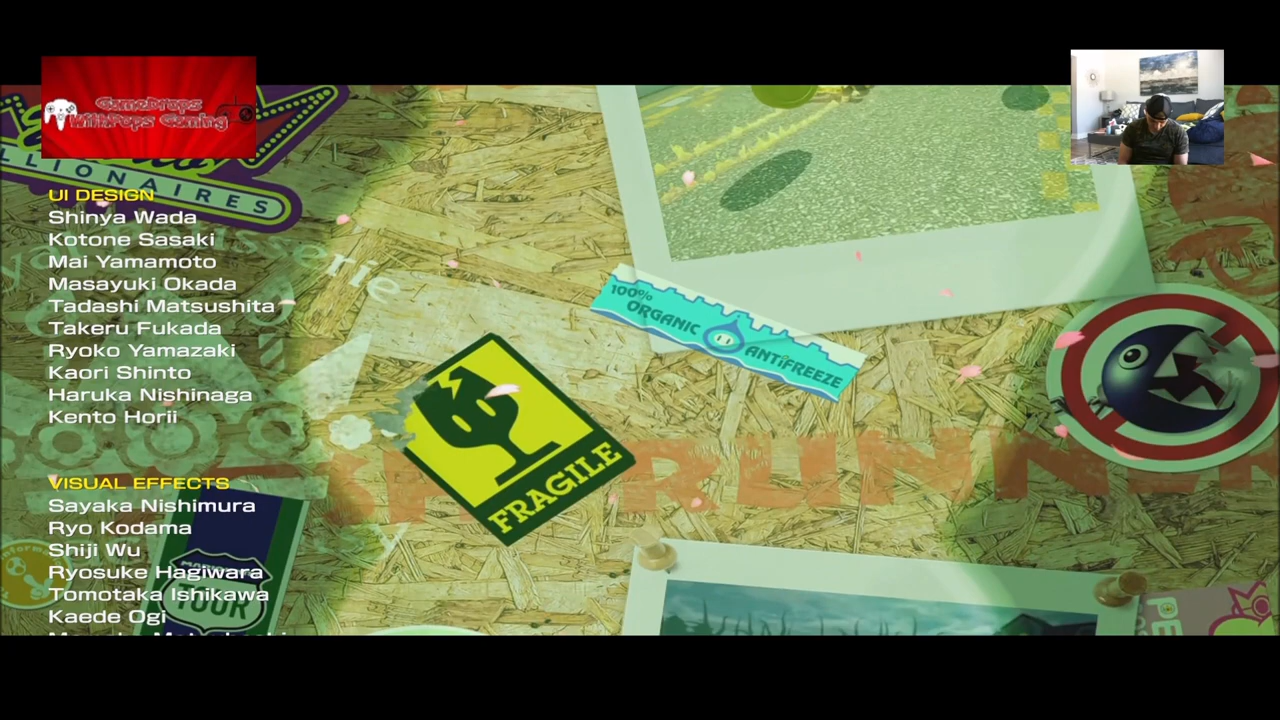 GameDrops
WithPops Gaming
LLIONAIRES
UI DESIGN
Shinya Wada
Kotone Sasaki
Mai Yamamoto
Masayuki Okada
Tadashi Matsushita
Takeru Fukada
Ryoko Yamazaki
Kaori Shinto
Haruka Nishinaga
Kento Horii
100%
ORGANIC
ANTIFREEZE
FRAGILE
VISUAL EFFECTS
Sayaka Nishimura
Ryo Kodama
Shiji Wu
Ryosuke Hagiwara
Tomotaka Ishikawa
Kaede Ogi
TOUR